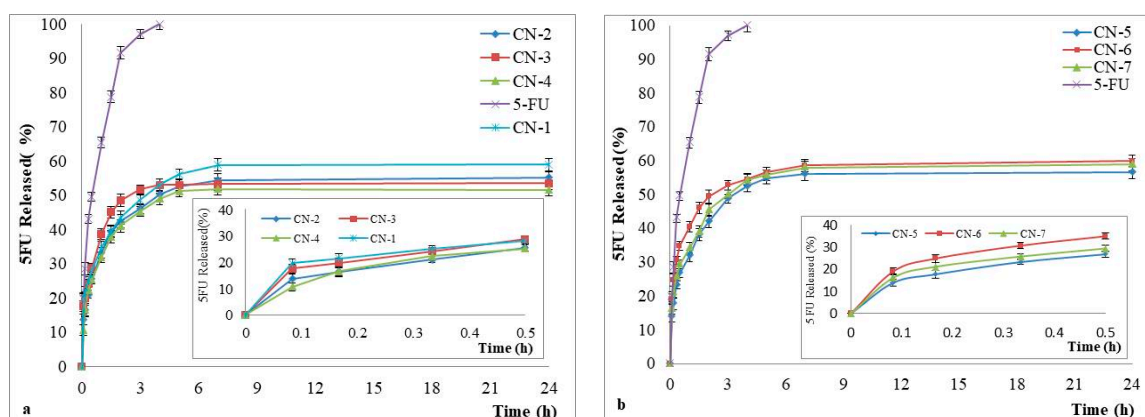 100
90
80
70
60
50
40
30
20
10
0
5FU Released( %)
CN-2
CN-3
CN-4
5-FU
CN-1
40
30
20
10
0
5FU Released(%)
CN-2
CN-3
CN-4
CN-1
0
0.1
0.2
0.3
0.4
0.5
Time (h)
0
3
6
9
12
15
18
21
24
Time (h)
a
100
90
80
70
60
50
40
30
20
10
0
5FU Released (%)
CN-5
CN-6
CN-7
5-FU
40
30
20
10
0
5 FU Released (%)
CN-5
CN-6
CN-7
0
0.1
0.2
0.3
0.4
0.5
Time (h)
0
3
6
9
12
15
18
21
24
Time (h)
b